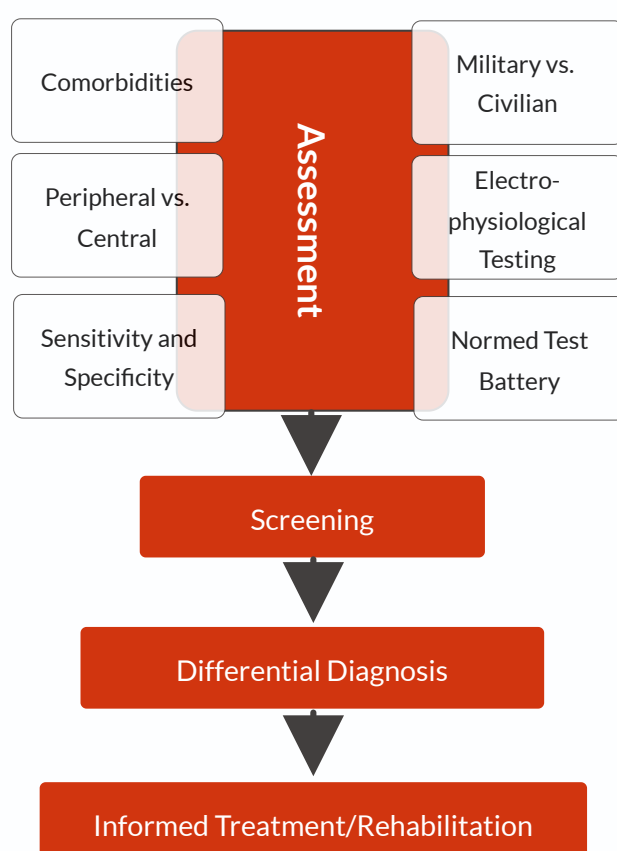 Comorbidities
Peripheral vs.
Central
Sensitivity and
Specificity
Assessment
Military vs.
Civilian
Electro-
physiological
Testing
Normed Test
Battery
Screening
Differential Diagnosis
Informed Treatment/Rehabilitation